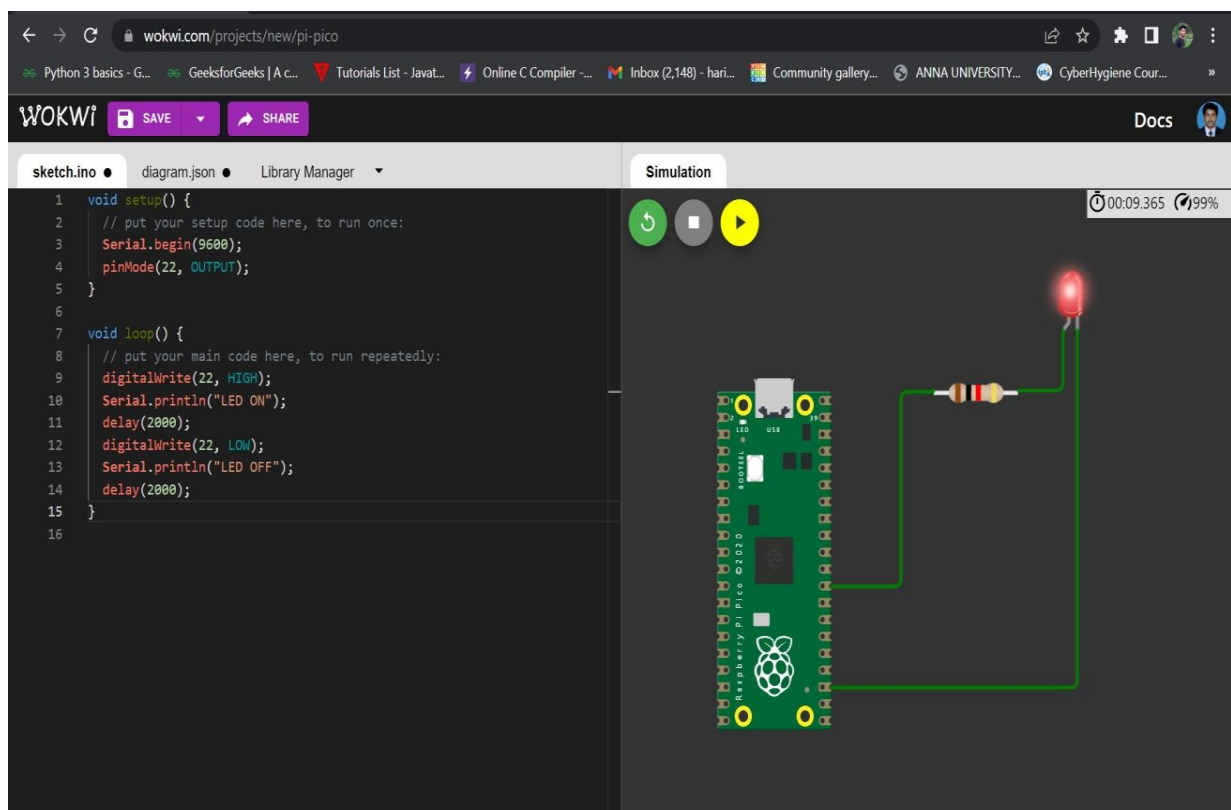 wokwi.com/projects/new/pi-pico
Python 3 basics - G... GeeksforGeeks | A c... Tutorials List - Javat... Online C Compiler -... Inbox (2,148) - hari... Community gallery... ANNA UNIVERSITY... CyberHygiene Cour... »
WOKWi SAVE SHARE Docs
sketch.ino ● diagram.json ● Library Manager Simulation
00:09.365 99%
1 void setup() {
2 // put your setup code here, to run once:
3 Serial.begin(9600);
4 pinMode(22, OUTPUT);
5 }
6
7 void loop() {
8 // put your main code here, to run repeatedly:
9 digitalWrite(22, HIGH);
10 Serial.println("LED ON");
11 delay(2000);
12 digitalWrite(22, LOW);
13 Serial.println("LED OFF");
14 delay(2000);
15 }
16
1
2 39
LED USB
BOOTSEL
Raspberry Pi Pico ©2020